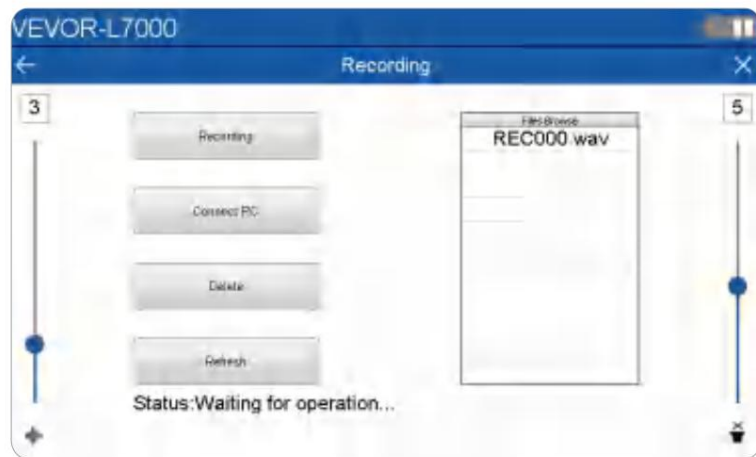 VEVOR-L7000
Recording
3
5
Recording
Files Browse
REC000.wav
Connect PC
Delete
Refresh
Status:Waiting for operation...